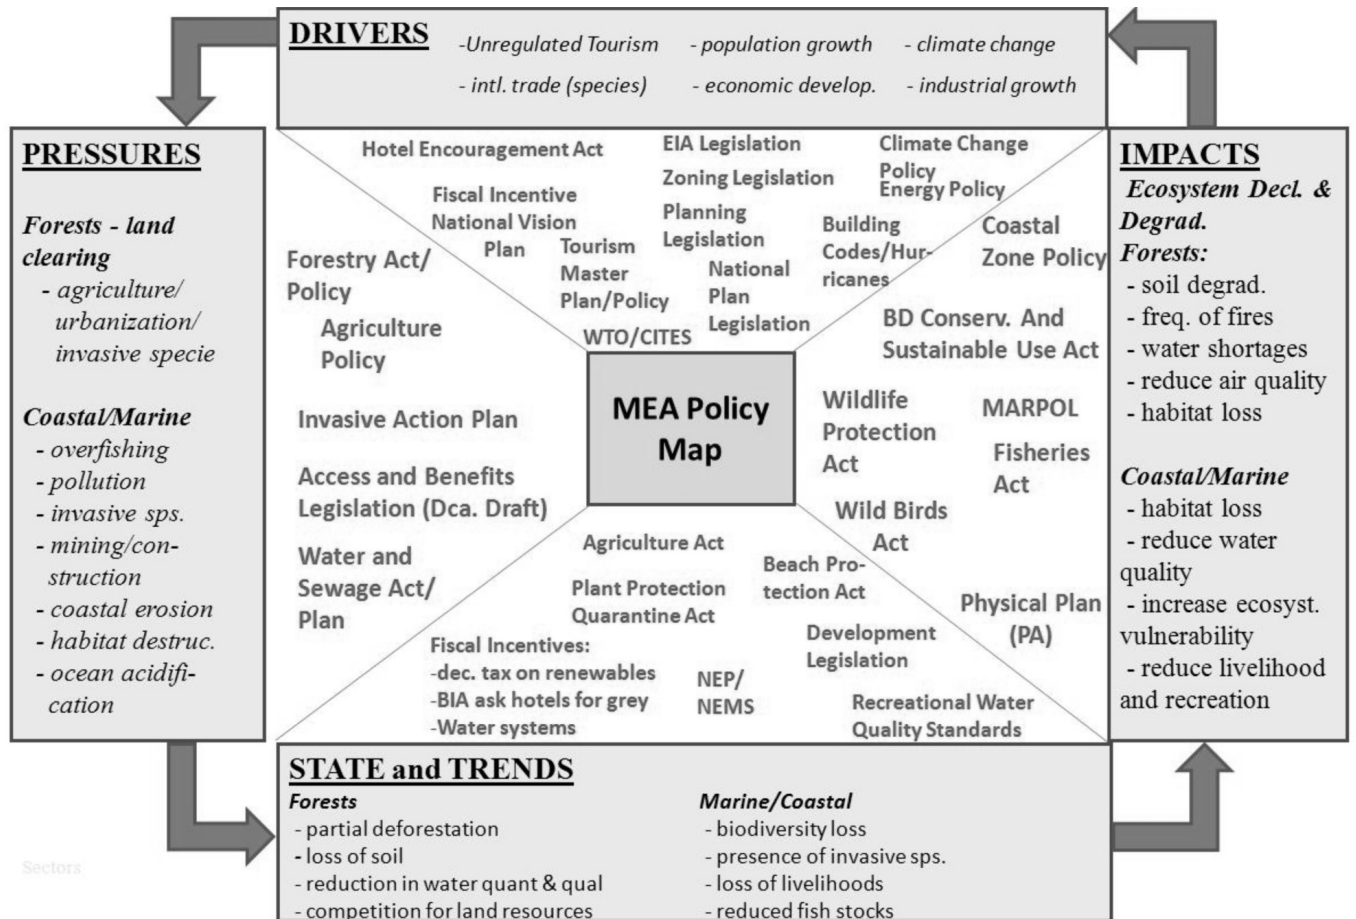 DRIVERS
-Unregulated Tourism - population growth - climate change
- intl. trade (species) - economic develop. - industrial growth
PRESSURES
Forests - land
clearing
- agriculture/
urbanization/
invasive specie
Coastal/Marine
- overfishing
- pollution
- invasive sps.
- mining/con-
struction
- coastal erosion
- habitat destruc.
- ocean acidifi-
cation
Hotel Encouragement Act
Fiscal Incentive
National Vision
Plan
Tourism
Master
Plan/Policy
WTO/CITES
EIA Legislation
Zoning Legislation
Planning
Legislation
National
Plan
Legislation
Climate Change
Policy
Energy Policy
Building
Codes/Hur-
ricanes
Forestry Act/
Policy
Agriculture
Policy
Invasive Action Plan
Access and Benefits
Legislation (Dca. Draft)
Water and
Sewage Act/
Plan
MEA Policy
Map
Coastal
Zone Policy
BD Conserv. And
Sustainable Use Act
Wildlife
Protection
Act
MARPOL
Fisheries
Act
Wild Birds
Act
Physical Plan
(PA)
Agriculture Act
Plant Protection
Quarantine Act
Beach Pro-
tection Act
Fiscal Incentives:
-dec. tax on renewables
-BIA ask hotels for grey
-Water systems
NEP/
NEMS
Development
Legislation
Recreational Water
Quality Standards
IMPACTS
Ecosystem Decl. &
Degrad.
Forests:
- soil degrad.
- freq. of fires
- water shortages
- reduce air quality
- habitat loss
Coastal/Marine
- habitat loss
- reduce water
quality
- increase ecosyst.
vulnerability
- reduce livelihood
and recreation
STATE and TRENDS
Forests
- partial deforestation
- loss of soil
- reduction in water quant & qual
- competition for land resources
Marine/Coastal
- biodiversity loss
- presence of invasive sps.
- loss of livelihoods
- reduced fish stocks
Sectors